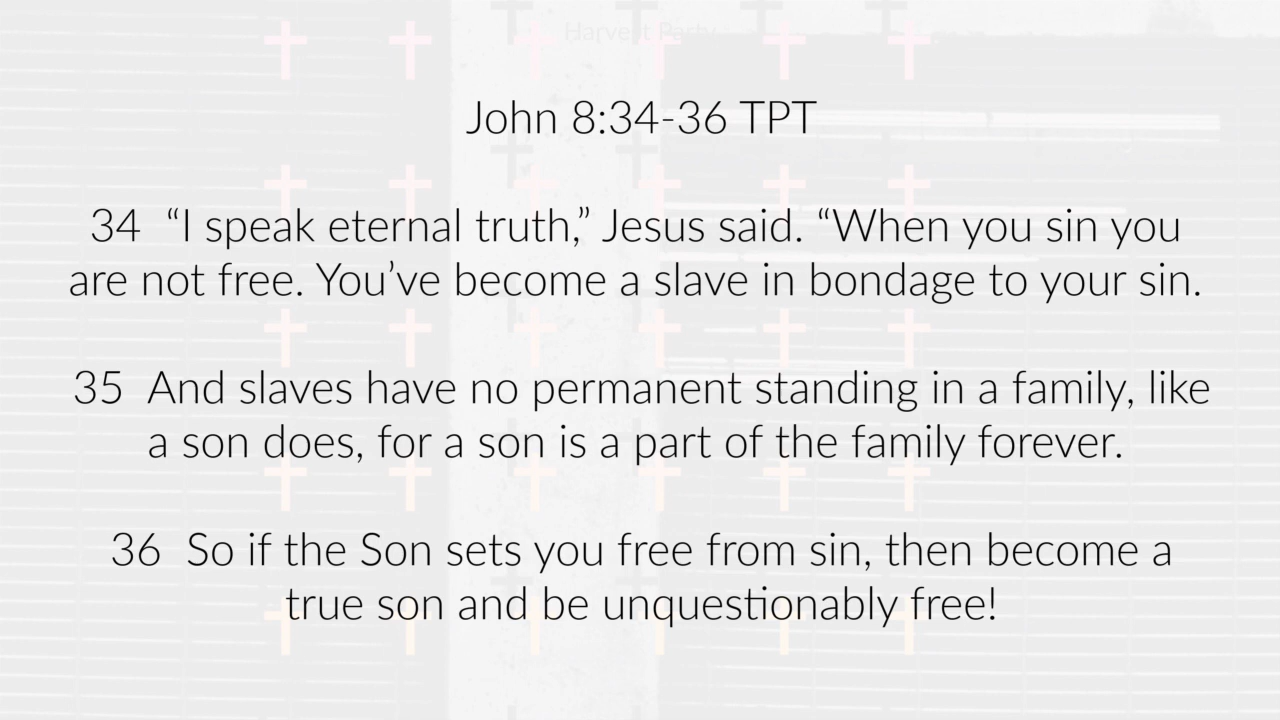 Harvest Party
John 8:34-36 TPT
34 “I speak eternal truth,” Jesus said. “When you sin you
are not free. You’ve become a slave in bondage to your sin.
35 And slaves have no permanent standing in a family, like
a son does, for a son is a part of the family forever.
36 So if the Son sets you free from sin, then become a
true son and be unquestionably free!